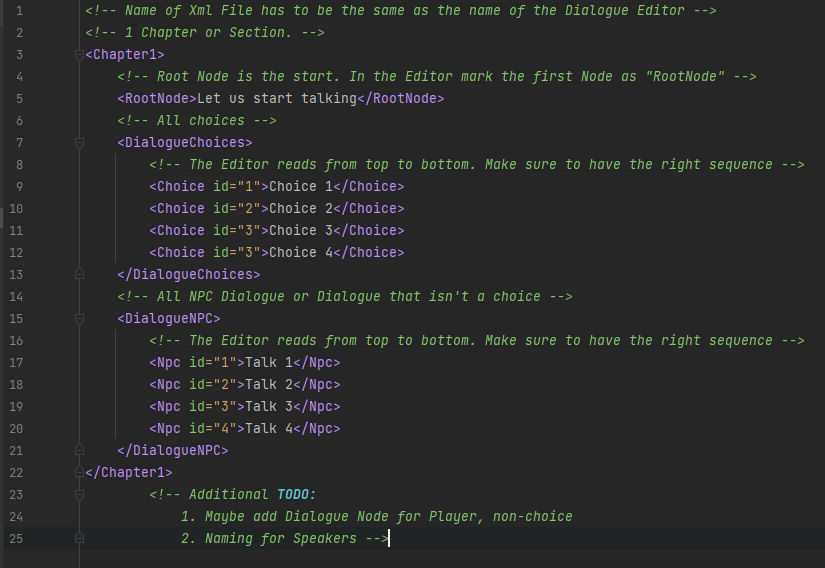 1 <!-- Name of Xml File has to be the same as the name of the Dialogue Editor -->
2 <!-- 1 Chapter or Section. -->
3 <Chapter1>
4 <!-- Root Node is the start. In the Editor mark the first Node as "RootNode" -->
5 <RootNode>Let us start talking</RootNode>
6 <!-- All choices -->
7 <DialogueChoices>
8 <!-- The Editor reads from top to bottom. Make sure to have the right sequence -->
9 <Choice id="1">Choice 1</Choice>
10 <Choice id="2">Choice 2</Choice>
11 <Choice id="3">Choice 3</Choice>
12 <Choice id="3">Choice 4</Choice>
13 </DialogueChoices>
14 <!-- All NPC Dialogue or Dialogue that isn't a choice -->
15 <DialogueNPC>
16 <!-- The Editor reads from top to bottom. Make sure to have the right sequence -->
17 <Npc id="1">Talk 1</Npc>
18 <Npc id="2">Talk 2</Npc>
19 <Npc id="3">Talk 3</Npc>
20 <Npc id="4">Talk 4</Npc>
21 </DialogueNPC>
22 </Chapter1>
23 <!-- Additional TODO:
24 1. Maybe add Dialogue Node for Player, non-choice
25 2. Naming for Speakers -->